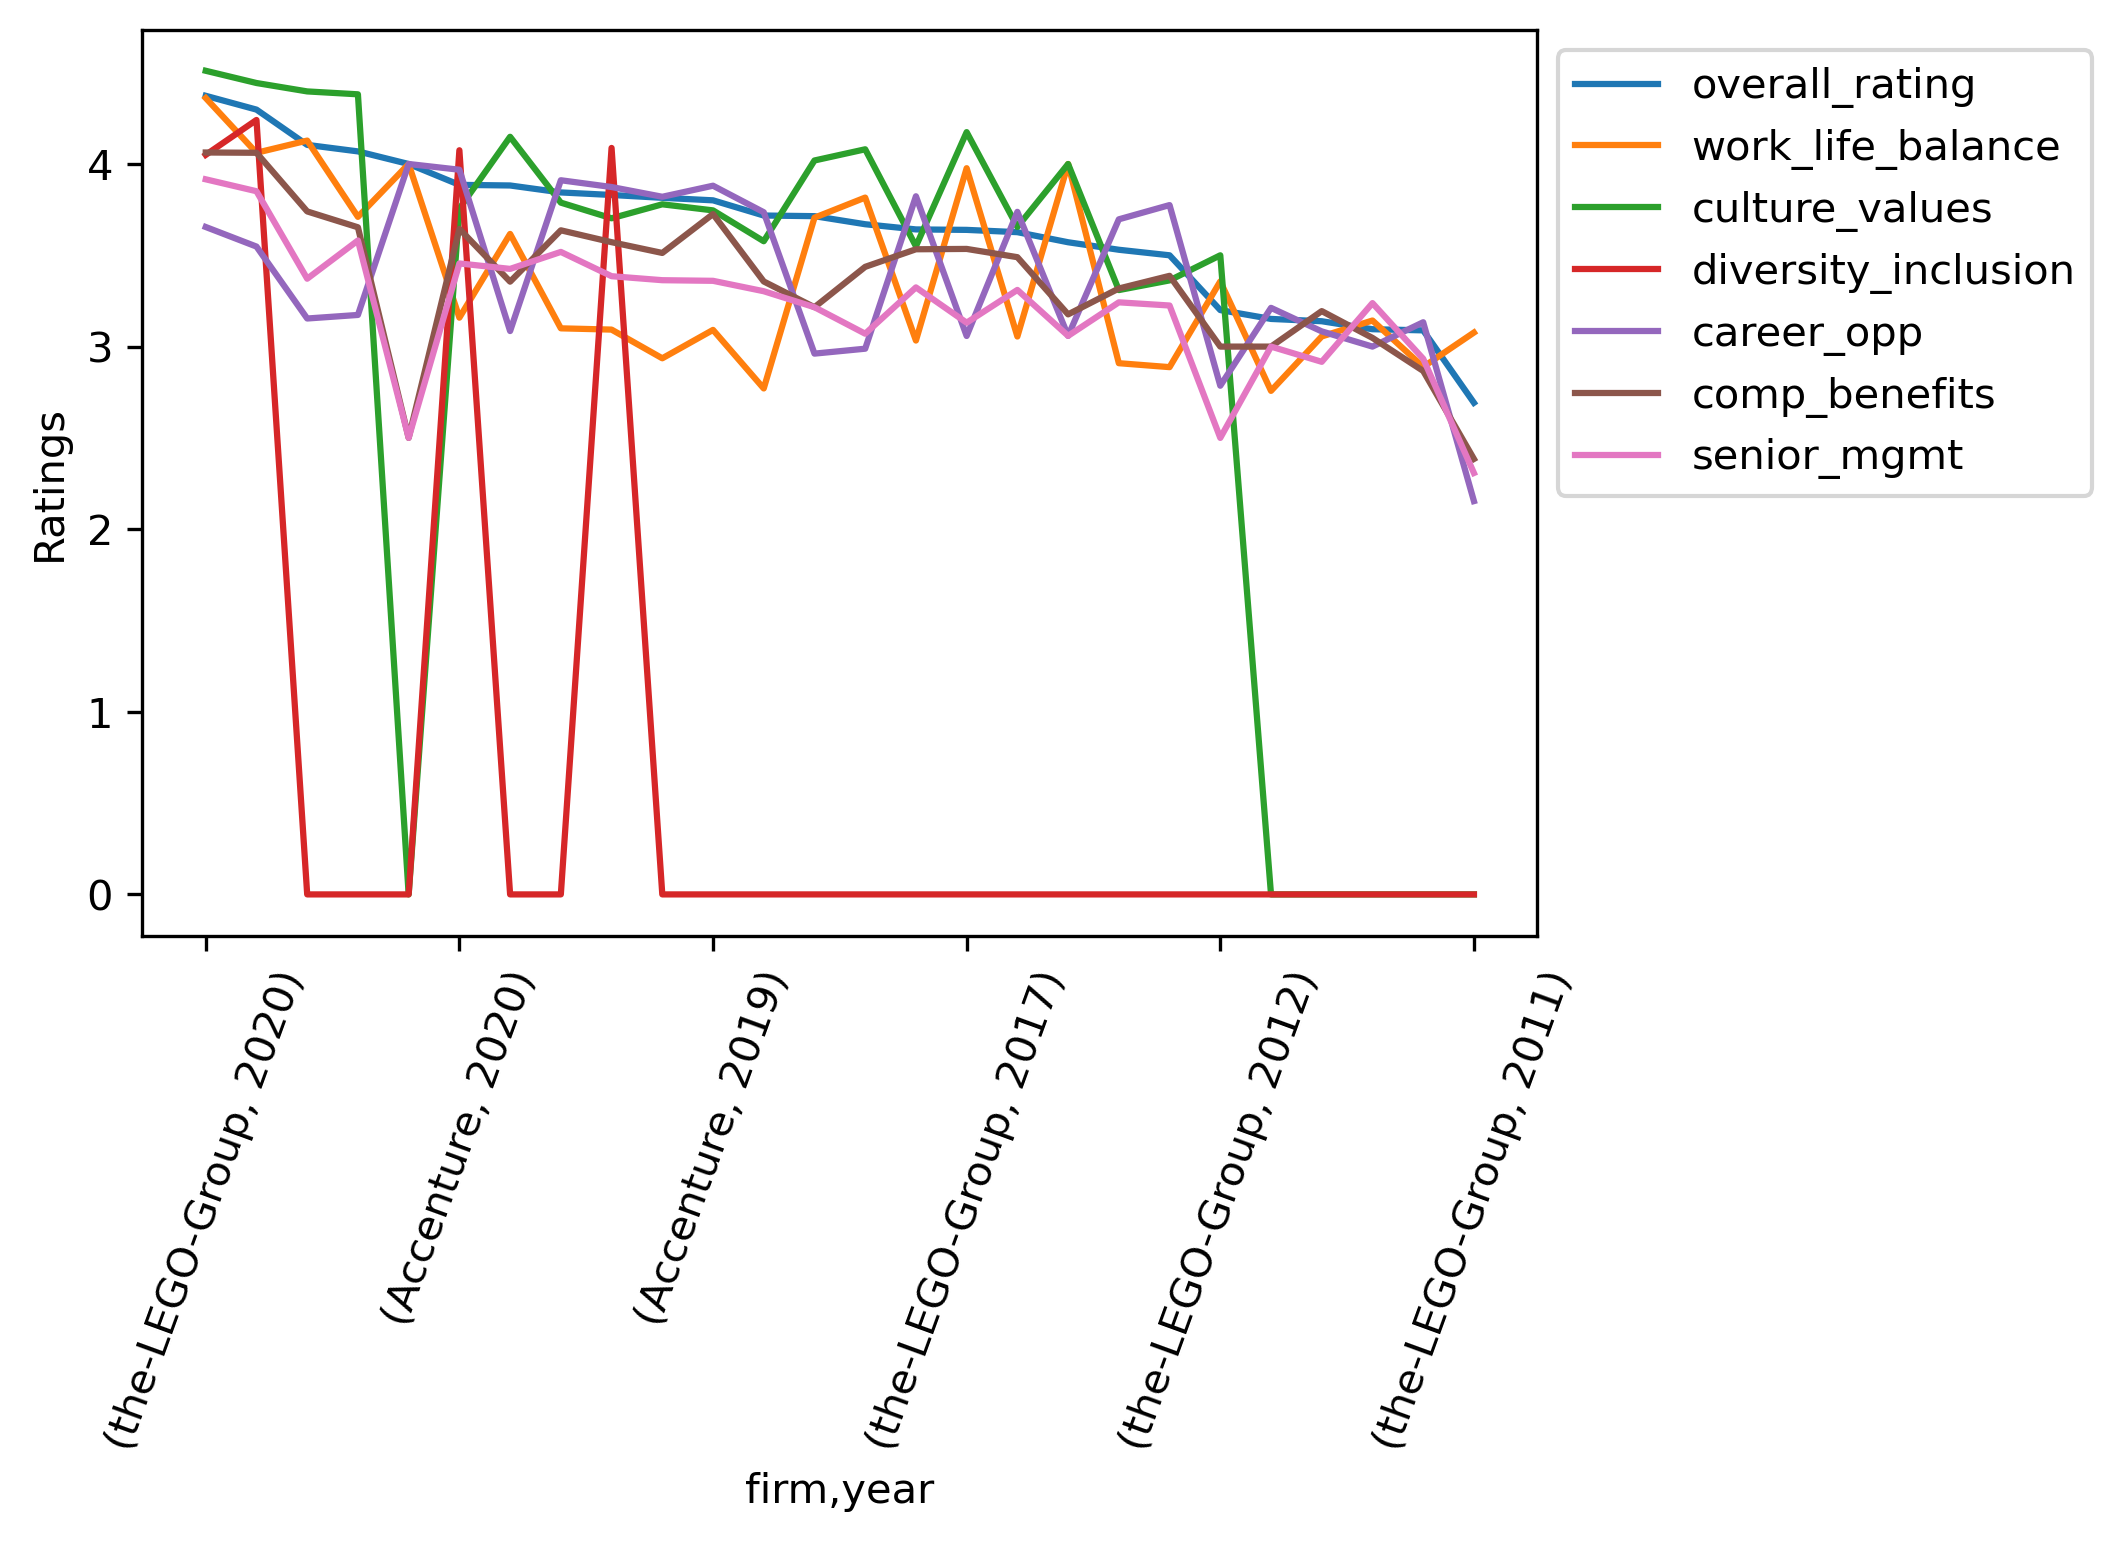 overall_rating
work_life_balance
culture_values
diversity_inclusion
career_opp
comp_benefits
senior_mgmt
Ratings
4
3
2
1
0
(the-LEGO-Group, 2020)
(Accenture, 2020)
(Accenture, 2019)
(the-LEGO-Group, 2017)
(the-LEGO-Group, 2012)
(the-LEGO-Group, 2011)
firm,year